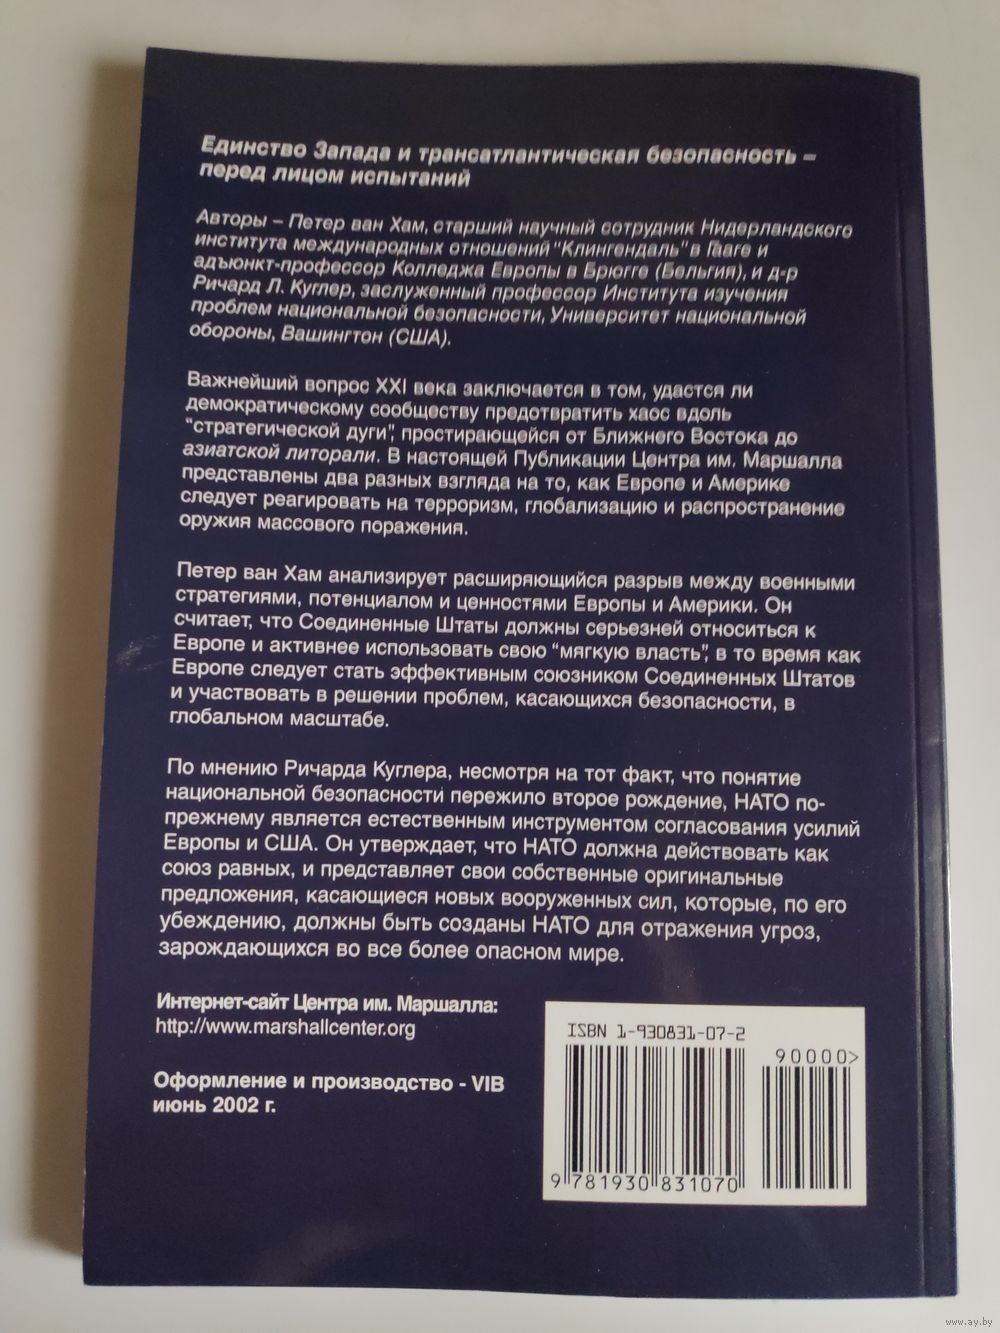 Единство Запада и трансатлантическая безопасность –
перед лицом испытаний
Авторы – Петер ван Хам, старший научный сотрудник Нидерландского
института международных отношений "Клингендаль" в Гааге и
адъюнкт-профессор Колледжа Европы в Брюгге (Бельгия), и д-р
Ричард Л. Куглер, заслуженный профессор Института изучения
проблем национальной безопасности, Университет национальной
обороны, Вашингтон (США).
Важнейший вопрос XXI века заключается в том, удастся ли
демократическому сообществу предотвратить хаос вдоль
"стратегической дуги", простирающейся от Ближнего Востока до
азиатской литорали. В настоящей Публикации Центра им. Маршалла
представлены два разных взгляда на то, как Европе и Америке
следует реагировать на терроризм, глобализацию и распространение
оружия массового поражения.
Петер ван Хам анализирует расширяющийся разрыв между военными
стратегиями, потенциалом и ценностями Европы и Америки. Он
считает, что Соединенные Штаты должны серьезней относиться к
Европе и активнее использовать свою "мягкую власть", в то время как
Европе следует стать эффективным союзником Соединенных Штатов
и участвовать в решении проблем, касающихся безопасности, в
глобальном масштабе.
По мнению Ричарда Куглера, несмотря на тот факт, что понятие
национальной безопасности пережило второе рождение, НАТО по-
прежнему является естественным инструментом согласования усилий
Европы и США. Он утверждает, что НАТО должна действовать как
союз равных, и представляет свои собственные оригинальные
предложения, касающиеся новых вооруженных сил, которые, по его
убеждению, должны быть созданы НАТО для отражения угроз,
зарождающихся во все более опасном мире.
Интернет-сайт Центра им. Маршалла:
http://www.marshallcenter.org
Оформление и производство - VIB
июнь 2002 г.
ISBN 1-930831-07-2
90000>
9 781930 831070
www.ay.by